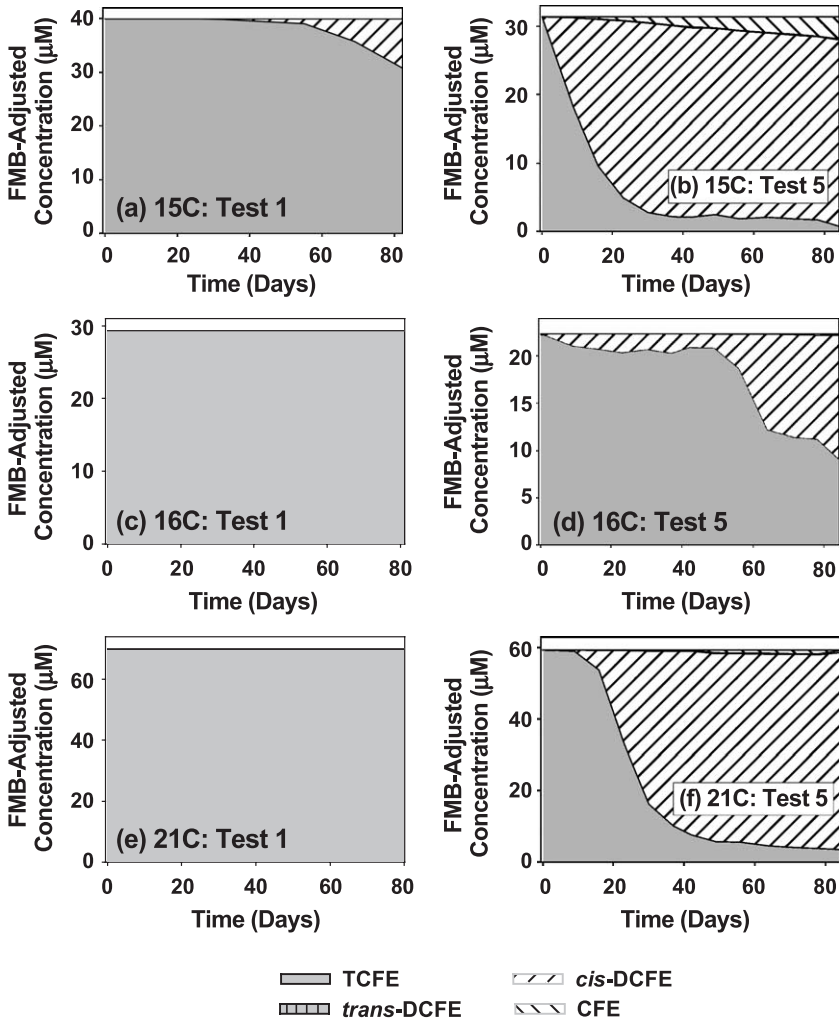 FMB-Adjusted
Concentration (µM)
40
30
20
10
0
(a) 15C: Test 1
0
20
40
60
80
Time (Days)
FMB-Adjusted
Concentration (µM)
30
20
10
0
(b) 15C: Test 5
0
20
40
60
80
Time (Days)
FMB-Adjusted
Concentration (µM)
30
20
10
0
(c) 16C: Test 1
0
20
40
60
80
Time (Days)
FMB-Adjusted
Concentration (µM)
20
15
10
5
0
(d) 16C: Test 5
0
20
40
60
80
Time (Days)
FMB-Adjusted
Concentration (µM)
60
40
20
0
(e) 21C: Test 1
0
20
40
60
80
Time (Days)
FMB-Adjusted
Concentration (µM)
60
40
20
0
(f) 21C: Test 5
0
20
40
60
80
Time (Days)
TCFE
cis-DCFE
trans-DCFE
CFE